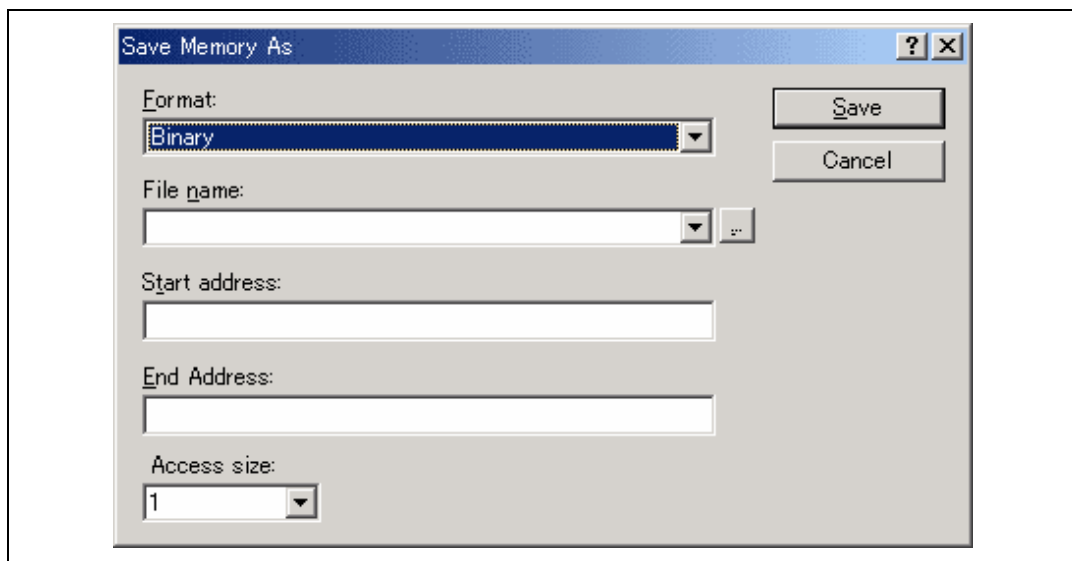 Save Memory As
Format:
Binary
Save
Cancel
File name:
...
Start address:
End Address:
Access size:
1